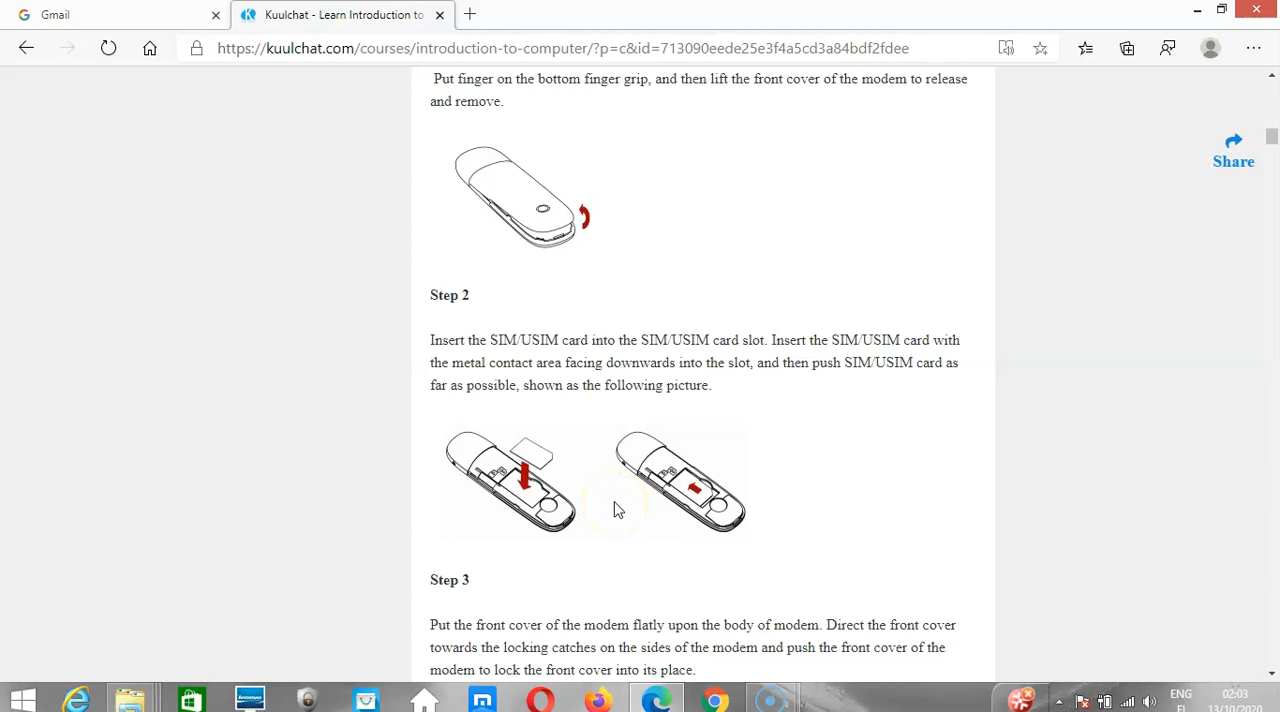 Gmail
Kuulchat - Learn Introduction to
https://kuulchat.com/courses/introduction-to-computer/?p=c&id=713090eede25e3f4a5cd3a84bdf2fdee
Put finger on the bottom finger grip, and then lift the front cover of the modem to release
and remove.
Share
Step 2
Insert the SIM/USIM card into the SIM/USIM card slot. Insert the SIM/USIM card with
the metal contact area facing downwards into the slot, and then push SIM/USIM card as
far as possible, shown as the following picture.
Step 3
Put the front cover of the modem flatly upon the body of modem. Direct the front cover
towards the locking catches on the sides of the modem and push the front cover of the
modem to lock the front cover into its place.
ENG
02:03
13/10/2020